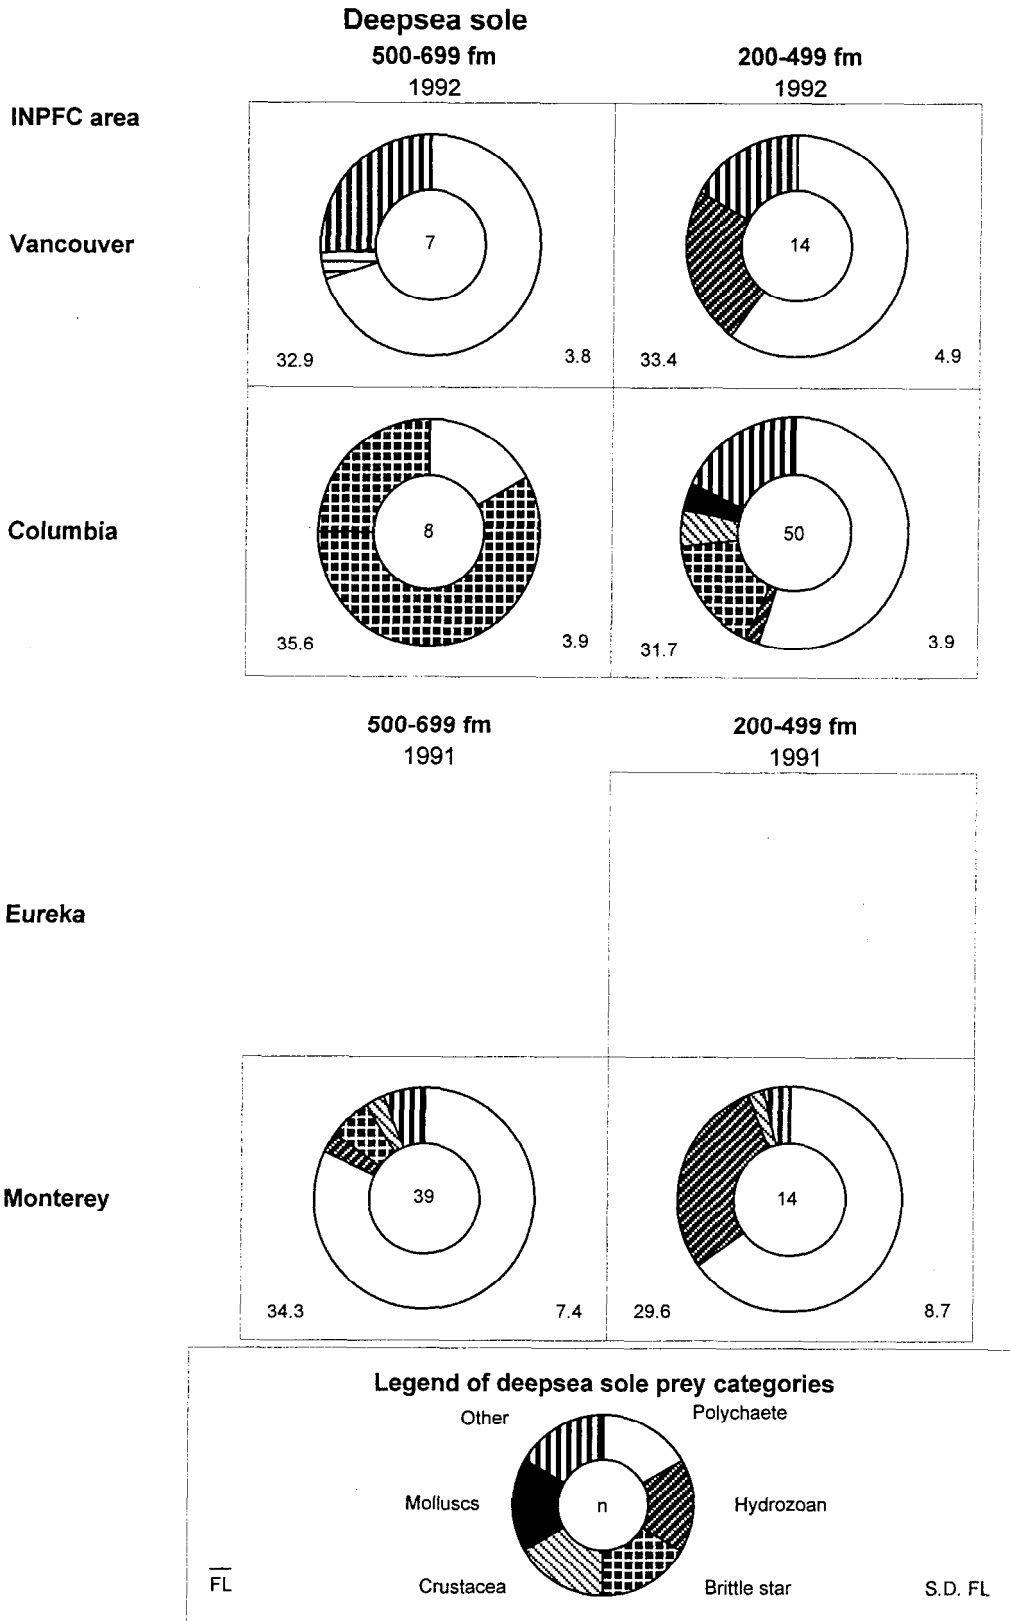 Deepsea sole
500-699 fm 200-499 fm
1992 1992
INPFC area
Vancouver
7 14
32.9 3.8 33.4 4.9
Columbia
8 50
35.6 3.9 31.7 3.9
500-699 fm 200-499 fm
1991 1991
Eureka
Monterey
39 14
34.3 7.4 29.6 8.7
Legend of deepsea sole prey categories
Other Polychaete
Molluscs n Hydrozoan
FL Crustacea Brittle star S.D. FL